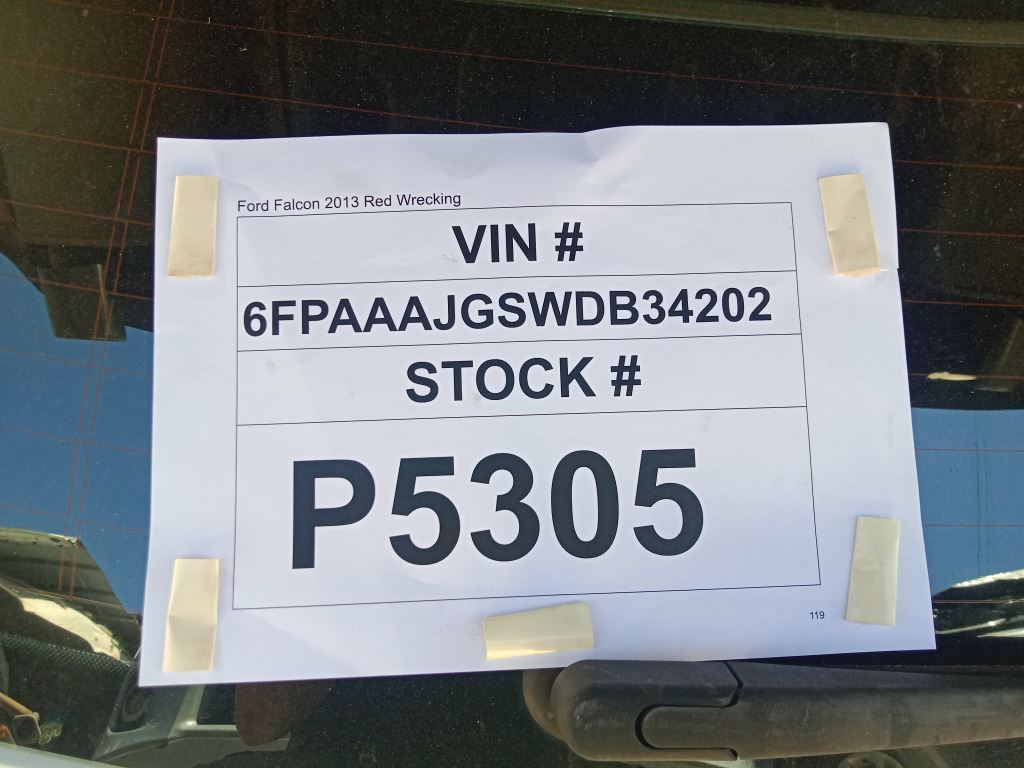 Ford Falcon 2013 Red Wrecking
VIN #
6FPAAAJGSWDB34202
STOCK #
P5305
119